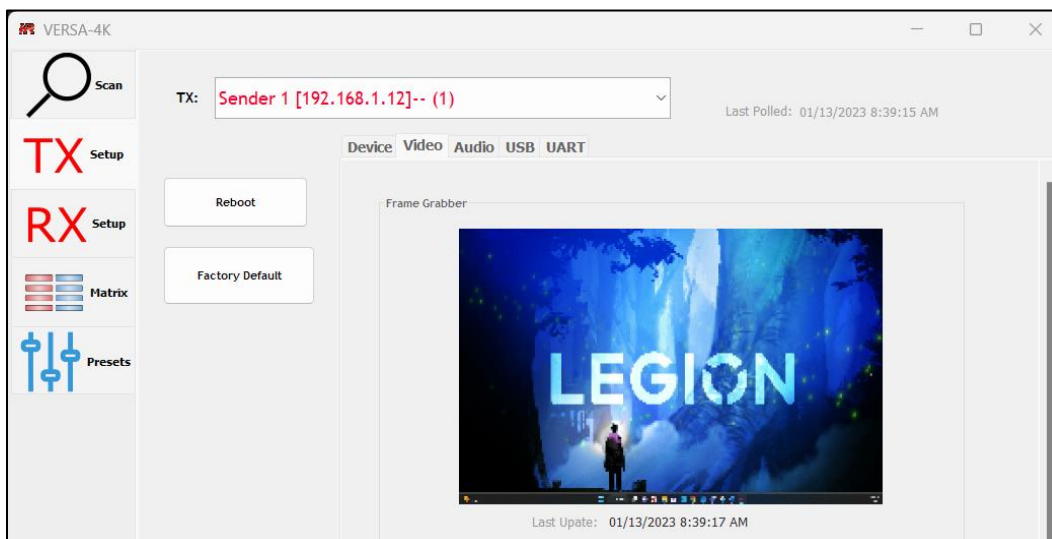 VERSA-4K
Scan
TX: Sender 1 [192.168.1.12]-- (1)
Last Polled: 01/13/2023 8:39:15 AM
TX Setup
Device Video Audio USB UART
Reboot
Frame Grabber
RX Setup
Factory Default
Matrix
Presets
LEGION
Last Upate: 01/13/2023 8:39:17 AM